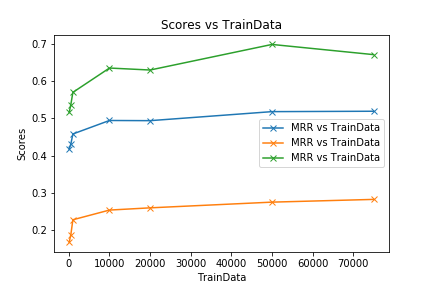 Scores vs TrainData
0.7
0.6
0.5
0.4
0.3
0.2
Scores
MRR vs TrainData
MRR vs TrainData
MRR vs TrainData
0 10000 20000 30000 40000 50000 60000 70000
TrainData